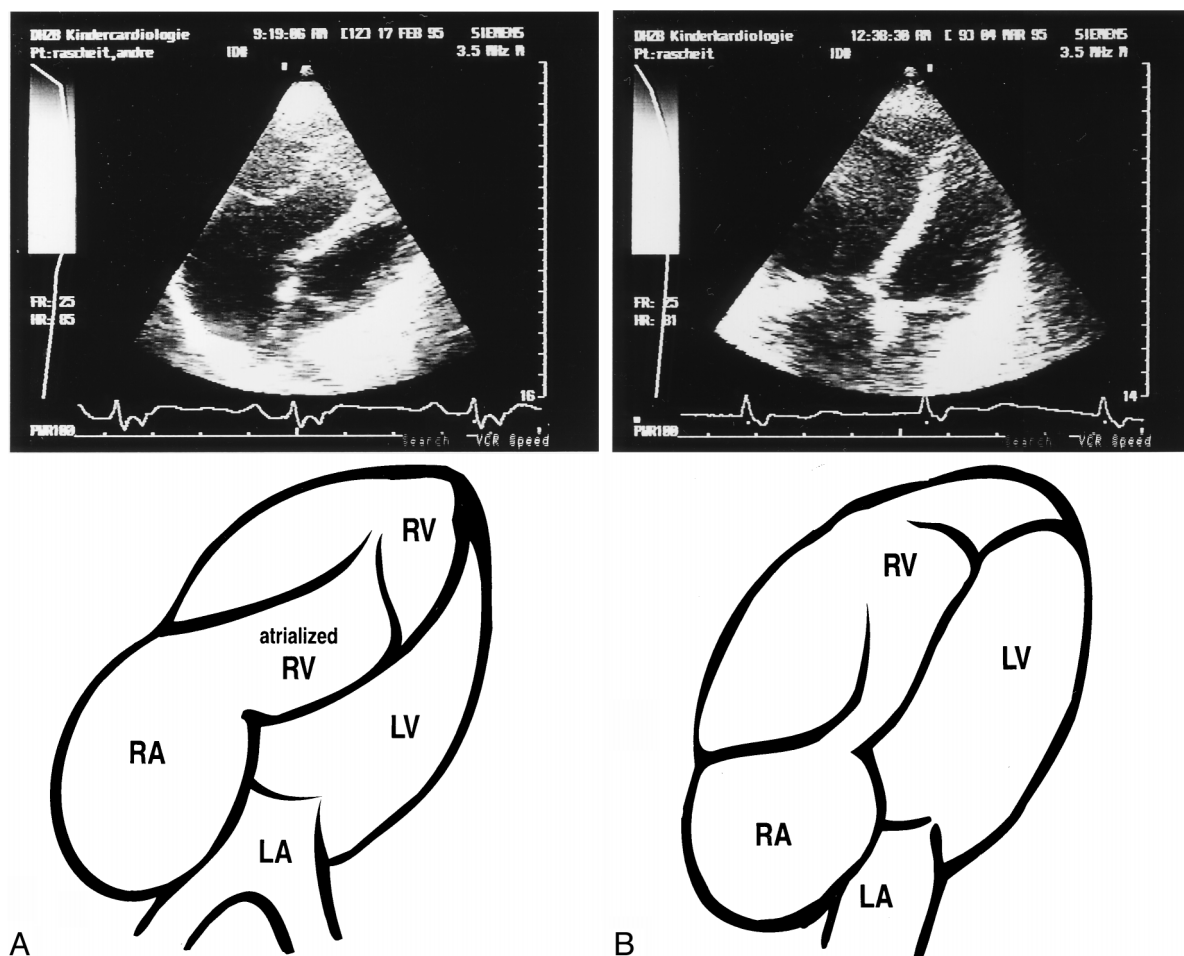 DHZB Kindercardiologie 9:19:06 AM [12] 17 FEB 95 SIEMENS
Pt:rascheit,andre ID# 3.5 MHz M
FR: 25
HR: 85
16
PWR100
Search VCR Speed
DHZB Kinderkardiologie 12:38:30 AM [ 9] 04 MAR 95 SIEMENS
Pt:rascheit ID# 3.5 MHz M
FR: 25
HR: 81
14
PWR100
Search VCR Speed
RV
atrialized
RV
LV
RA
LA
A
RV
LV
RA
LA
B